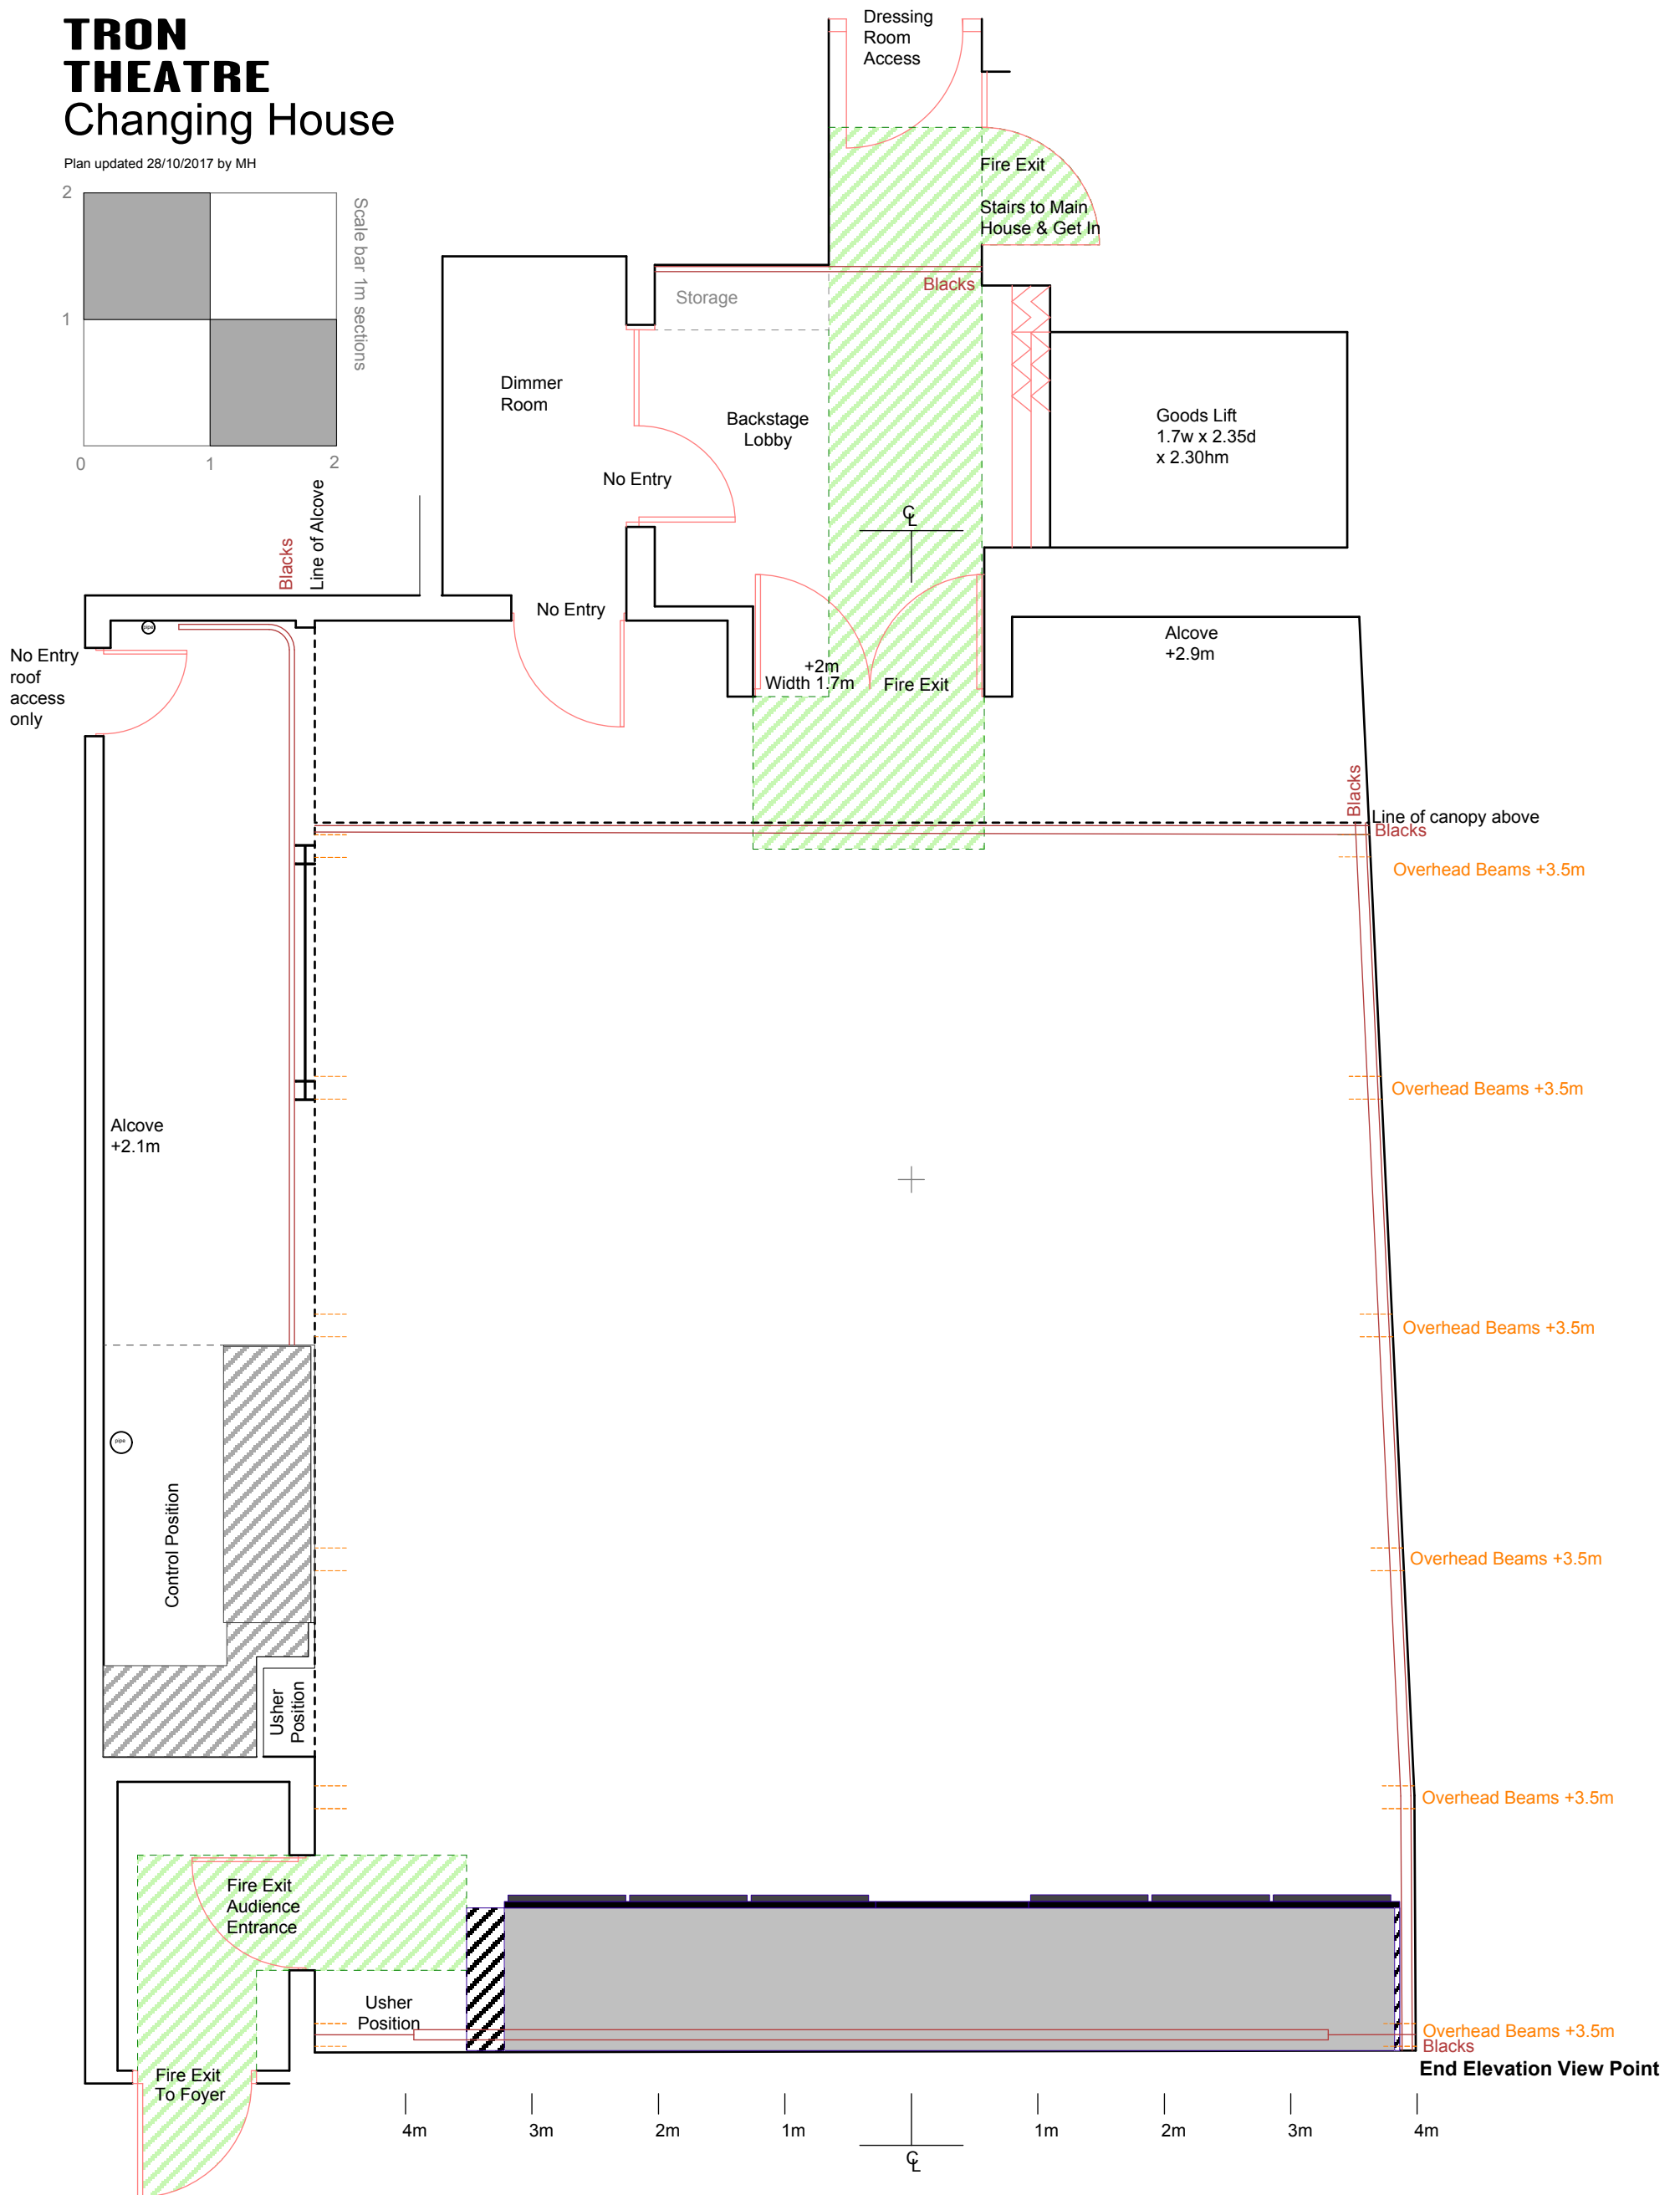 TRON
THEATRE
Changing House
Plan updated 28/10/2017 by MH
2
1
0
1
2
Scale bar 1m sections
Dressing
Room
Access
Fire Exit
Stairs to Main
House & Get In
Blacks
Storage
Dimmer
Room
Backstage
Lobby
No Entry
Goods Lift
1.7w x 2.35d
x 2.30hm
CL
Blacks
Line of Alcove
No Entry
No Entry
roof
access
only
pipe
+2m
Width 1.7m
Fire Exit
Alcove
+2.9m
Blacks
Line of canopy above
Blacks
Overhead Beams +3.5m
Overhead Beams +3.5m
Alcove
+2.1m
Overhead Beams +3.5m
pipe
Control Position
Overhead Beams +3.5m
Usher
Position
Overhead Beams +3.5m
Fire Exit
Audience
Entrance
Usher
Position
Overhead Beams +3.5m
Blacks
End Elevation View Point
Fire Exit
To Foyer
4m
3m
2m
1m
1m
2m
3m
4m
CL